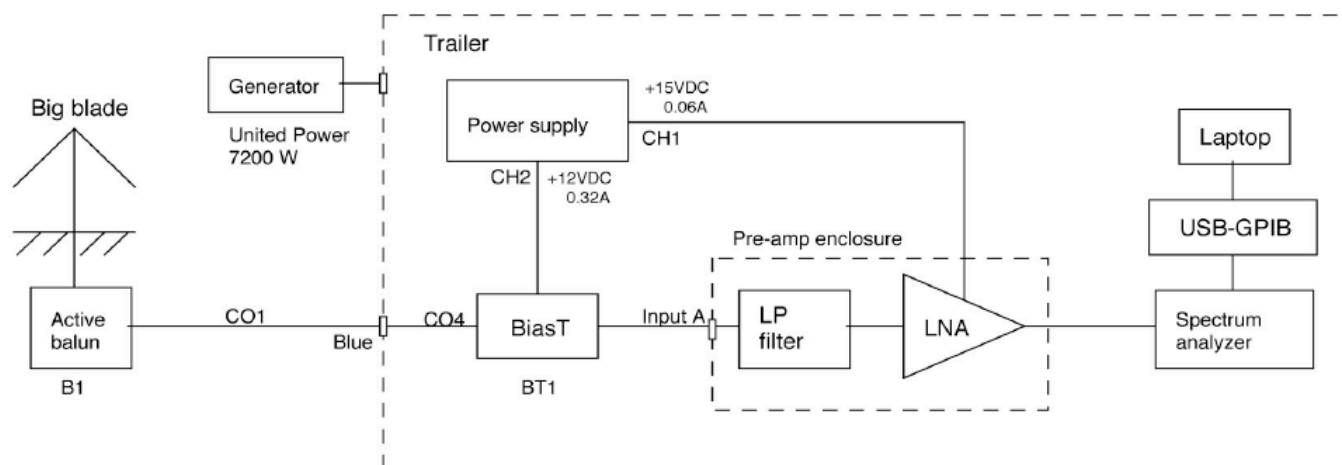 Trailer
Generator
United Power
7200 W
Big blade
Power supply
+15VDC
0.06A
CH1
CH2
+12VDC
0.32A
Laptop
USB-GPIB
Pre-amp enclosure
Active
balun
B1
CO1
Blue
CO4
BiasT
BT1
Input A
LP
filter
LNA
Spectrum
analyzer